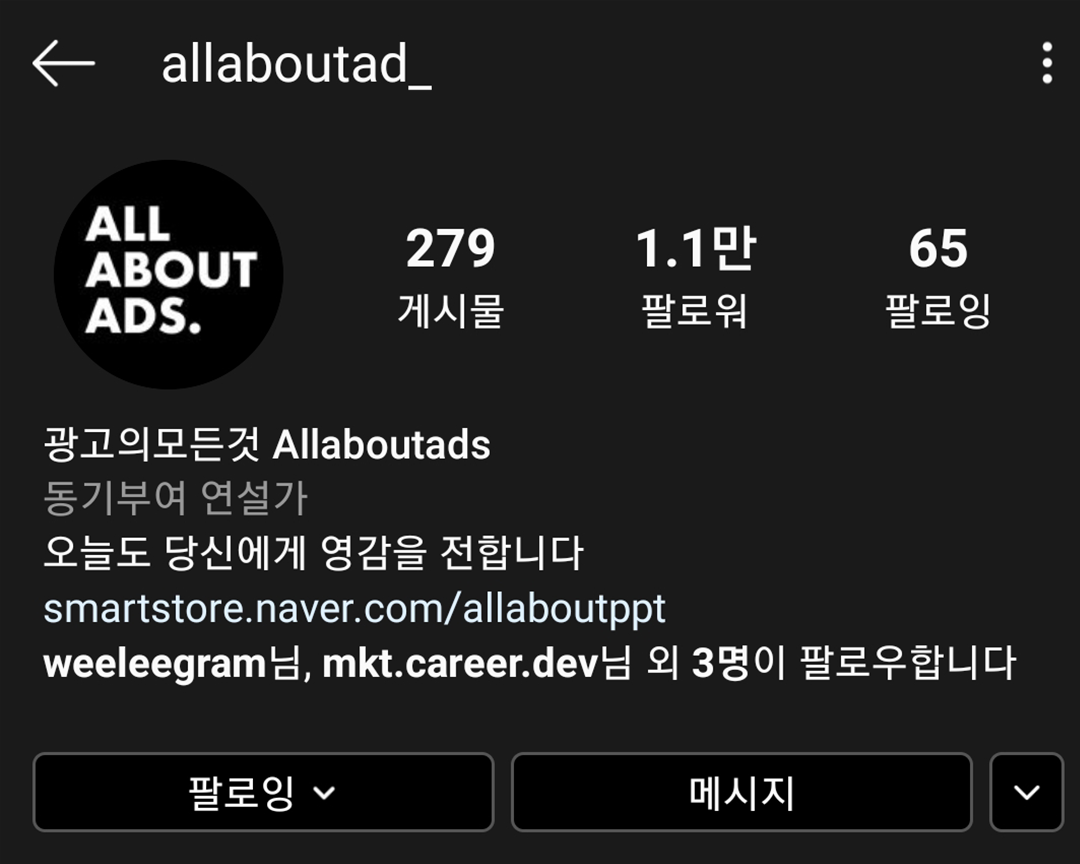 allaboutad_
ALL
ABOUT
ADS.
279
1.1만
65
게시물
팔로워
팔로잉
광고의모든것 Allaboutads
동기부여 연설가
오늘도 당신에게 영감을 전합니다
smartstore.naver.com/allaboutppt
weeleegram님, mkt.career.dev님 외 3명이 팔로우합니다
팔로잉
메시지